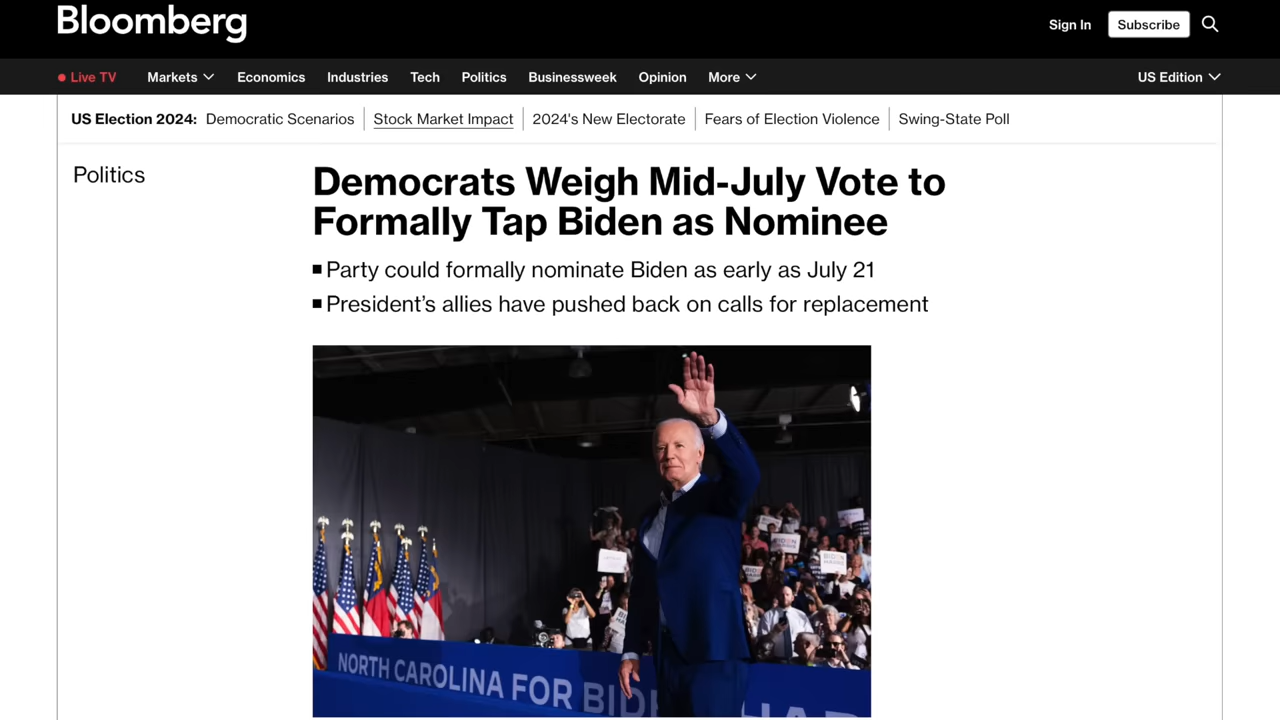 Bloomberg
Sign In
Subscribe
Live TV
Markets
Economics
Industries
Tech
Politics
Businessweek
Opinion
More
US Edition
US Election 2024:
Democratic Scenarios
Stock Market Impact
2024's New Electorate
Fears of Election Violence
Swing-State Poll
Politics
Democrats Weigh Mid-July Vote to
Formally Tap Biden as Nominee
Party could formally nominate Biden as early as July 21
President’s allies have pushed back on calls for replacement
NORTH CAROLINA FOR